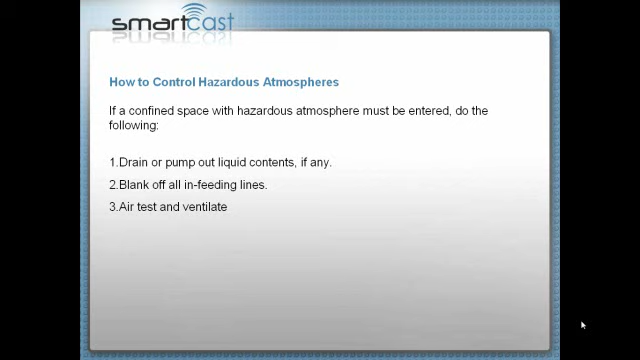 smartcast
How to Control Hazardous Atmospheres
If a confined space with hazardous atmosphere must be entered, do the
following:
1.Drain or pump out liquid contents, if any.
2.Blank off all in-feeding lines.
3.Air test and ventilate